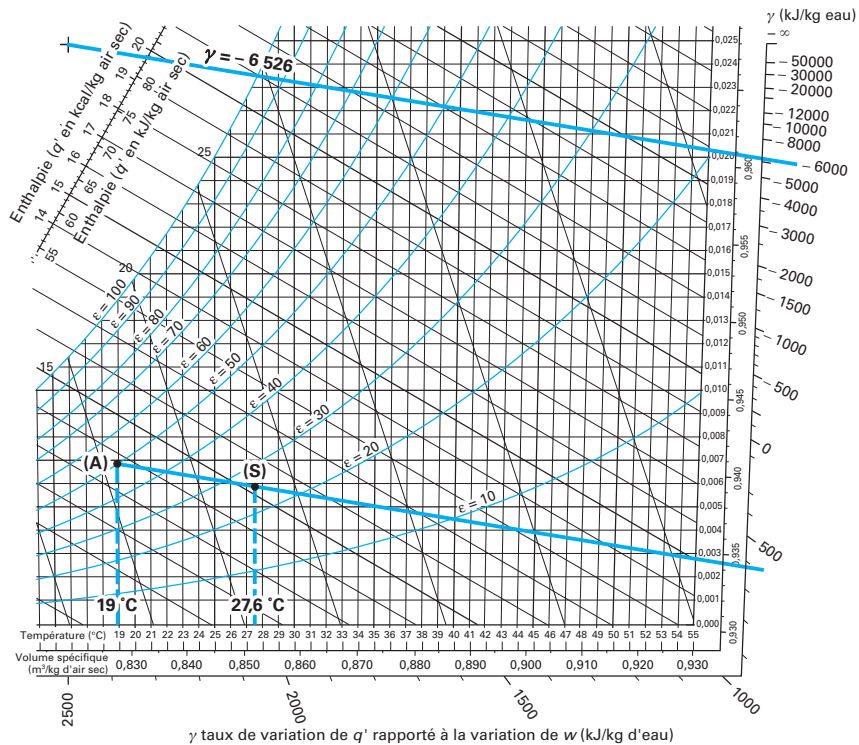 γ (kJ/kg eau)
– ∞
– 50000
– 30000
– 20000
– 12000
– 10000
– 8000
– 6000
– 5000
– 4000
– 3000
– 2000
– 1500
– 1000
– 500
0
500
γ = – 6 526
Enthalpie (q' en kcal/kg air sec)
14 15 16 17 18 19 20
Enthalpie (q' en kJ/kg air sec)
55 60 65 70 75 80
25
20
15
ε = 100
ε = 90
ε = 80
ε = 70
ε = 60
ε = 50
ε = 40
ε = 30
ε = 20
ε = 10
0,025
0,024
0,023
0,022
0,021
0,020
0,019
0,018
0,017
0,016
0,015
0,014
0,013
0,012
0,011
0,010
0,009
0,008
0,007
0,006
0,005
0,004
0,003
0,002
0,001
0,000
0,960
0,955
0,950
0,945
0,940
0,935
0,930
(A)
(S)
19 °C
27,6 °C
Température (°C) 19 20 21 22 23 24 25 26 27 28 29 30 31 32 33 34 35 36 37 38 39 40 41 42 43 44 45 46 47 48 49 50 51 52 53 54 55
Volume spécifique
(m³/kg d'air sec)
0,830 0,840 0,850 0,860 0,870 0,880 0,890 0,900 0,910 0,920 0,930
2500 2000 1500 1000
γ taux de variation de q' rapporté à la variation de w (kJ/kg d'eau)